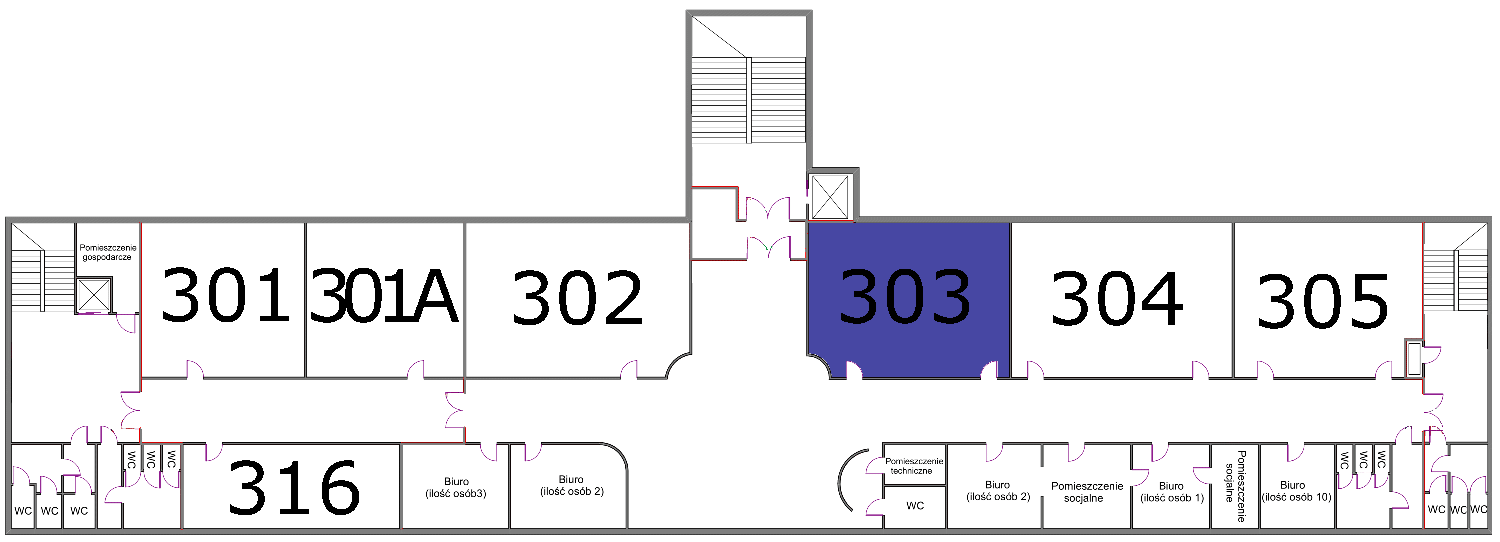 Pomieszczenie
gospodarcze
301
301A
302
303
304
305
WC
WC
WC
316
Biuro
(ilość osób3)
Biuro
(ilość osób 2)
Pomieszczenie
techniczne
WC
Biuro
(ilość osób 2)
Pomieszczenie
socjalne
Biuro
(ilość osób 1)
Pomieszczenie
socjalne
Biuro
(ilość osób 10)
WC
WC
WC
WC
WC
WC
WC
WC
WC